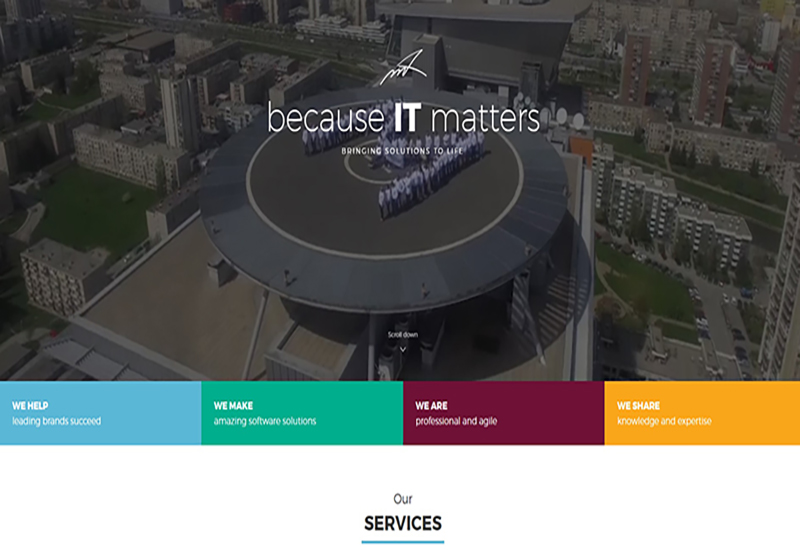 because IT matters
BRINGING SOLUTIONS TO LIFE
Scroll down
WE HELP
leading brands succeed
WE MAKE
amazing software solutions
WE ARE
professional and agile
WE SHARE
knowledge and expertise
Our
SERVICES